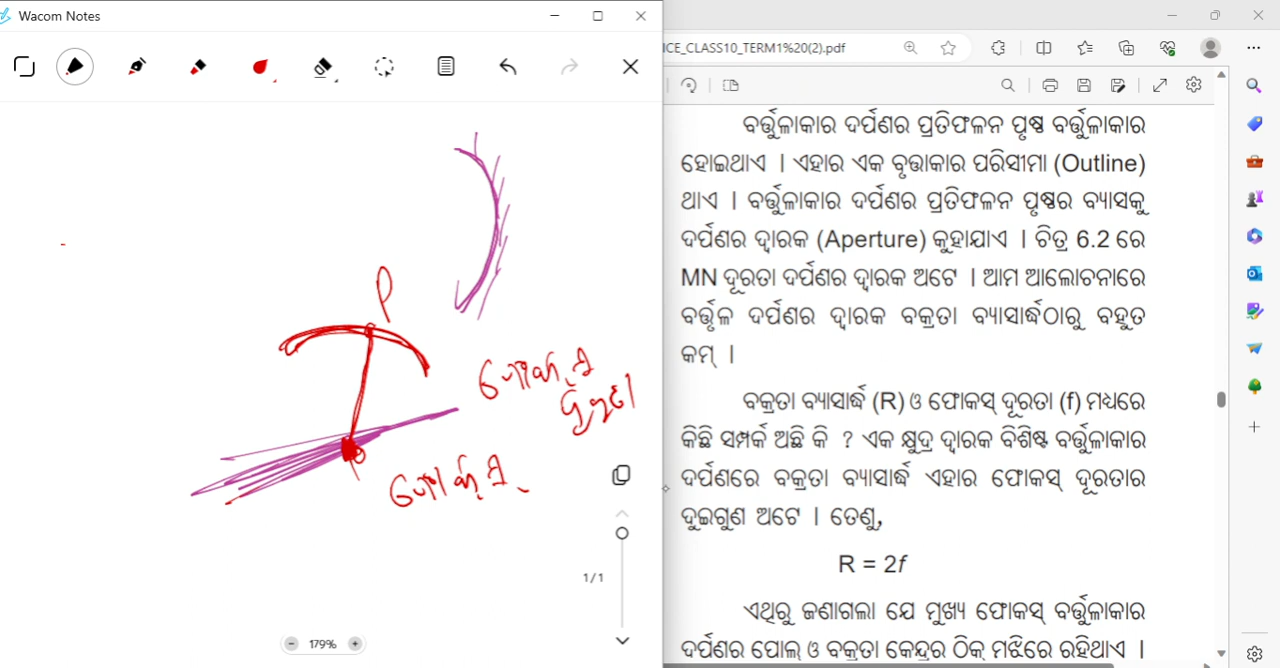 Wacom Notes
ICE_CLASS10_TERM1%20(2).pdf
P
ଫୋକସ୍
ଦୂରତା
ଫୋକସ୍
1/1
179%
ବର୍ତ୍ତୁଳାକାର ଦର୍ପଣର ପ୍ରତିଫଳନ ପୃଷ୍ଠ ବର୍ତ୍ତୁଳାକାର
ହୋଇଥାଏ । ଏହାର ଏକ ବୃତ୍ତାକାର ପରିସୀମା (Outline)
ଥାଏ । ବର୍ତ୍ତୁଳାକାର ଦର୍ପଣର ପ୍ରତିଫଳନ ପୃଷ୍ଠର ବ୍ୟାସକୁ
ଦର୍ପଣର ଦ୍ୱାରକ (Aperture) କୁହାଯାଏ । ଚିତ୍ର 6.2 ରେ
MN ଦୂରତା ଦର୍ପଣର ଦ୍ୱାରକ ଅଟେ । ଆମ ଆଲୋଚନାରେ
ବର୍ତ୍ତୁଳ ଦର୍ପଣର ଦ୍ୱାରକ ବକ୍ରତା ବ୍ୟାସାର୍ଦ୍ଧଠାରୁ ବହୁତ
କମ୍ ।
ବକ୍ରତା ବ୍ୟାସାର୍ଦ୍ଧ (R) ଓ ଫୋକସ୍ ଦୂରତା (f) ମଧ୍ୟରେ
କିଛି ସମ୍ପର୍କ ଅଛି କି ? ଏକ କ୍ଷୁଦ୍ର ଦ୍ୱାରକ ବିଶିଷ୍ଟ ବର୍ତ୍ତୁଳାକାର
ଦର୍ପଣରେ ବକ୍ରତା ବ୍ୟାସାର୍ଦ୍ଧ ଏହାର ଫୋକସ୍ ଦୂରତାର
ଦୁଇଗୁଣ ଅଟେ । ତେଣୁ,
R = 2f
ଏଥିରୁ ଜଣାଗଲା ଯେ ମୁଖ୍ୟ ଫୋକସ୍ ବର୍ତ୍ତୁଳାକାର
ଦର୍ପଣର ପୋଲ୍ ଓ ବକ୍ରତା କେନ୍ଦ୍ରର ଠିକ୍ ମଝିରେ ରହିଥାଏ ।